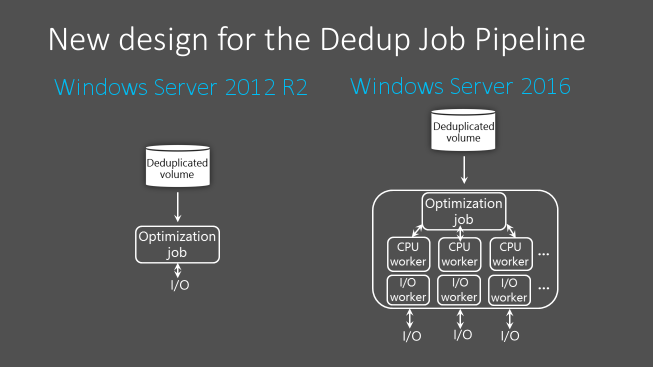 New design for the Dedup Job Pipeline
Windows Server 2012 R2
Deduplicated
volume
Optimization
job
I/O
Windows Server 2016
Deduplicated
volume
Optimization
job
CPU
worker
CPU
worker
CPU
worker
...
I/O
worker
I/O
worker
I/O
worker
...
I/O
I/O
I/O